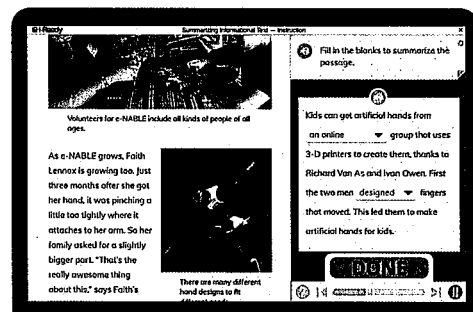 i-Ready
Summarizing Informational Text — Instruction
Volunteers for e-NABLE include all kinds of people of all
ages.
As e-NABLE grows, Faith
Lennox is growing too. Just
three months after she got
her hand, it was pinching a
little too tightly where it
attaches to her arm. So her
family asked for a slightly
bigger part. "That's the
really awesome thing
about this," says Faith's
There are many different
hand designs to fit
different needs.
Fill in the blanks to summarize the
passage.
Kids can get artificial hands from
an online group that uses
3-D printers to create them, thanks to
Richard Van As and Ivan Owen. First
the two men designed fingers
that moved. This led them to make
artificial hands for kids.
DONE